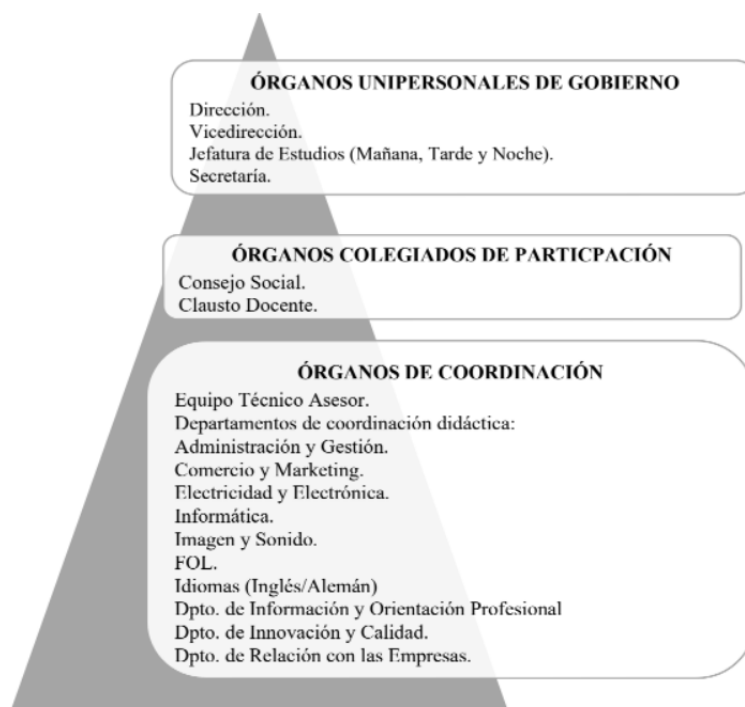 ÓRGANOS UNIPERSONALES DE GOBIERNO
Dirección.
Vicedirección.
Jefatura de Estudios (Mañana, Tarde y Noche).
Secretaría.
ÓRGANOS COLEGIADOS DE PARTICPACIÓN
Consejo Social.
Clausto Docente.
ÓRGANOS DE COORDINACIÓN
Equipo Técnico Asesor.
Departamentos de coordinación didáctica:
Administración y Gestión.
Comercio y Marketing.
Electricidad y Electrónica.
Informática.
Imagen y Sonido.
FOL.
Idiomas (Inglés/Alemán)
Dpto. de Información y Orientación Profesional
Dpto. de Innovación y Calidad.
Dpto. de Relación con las Empresas.